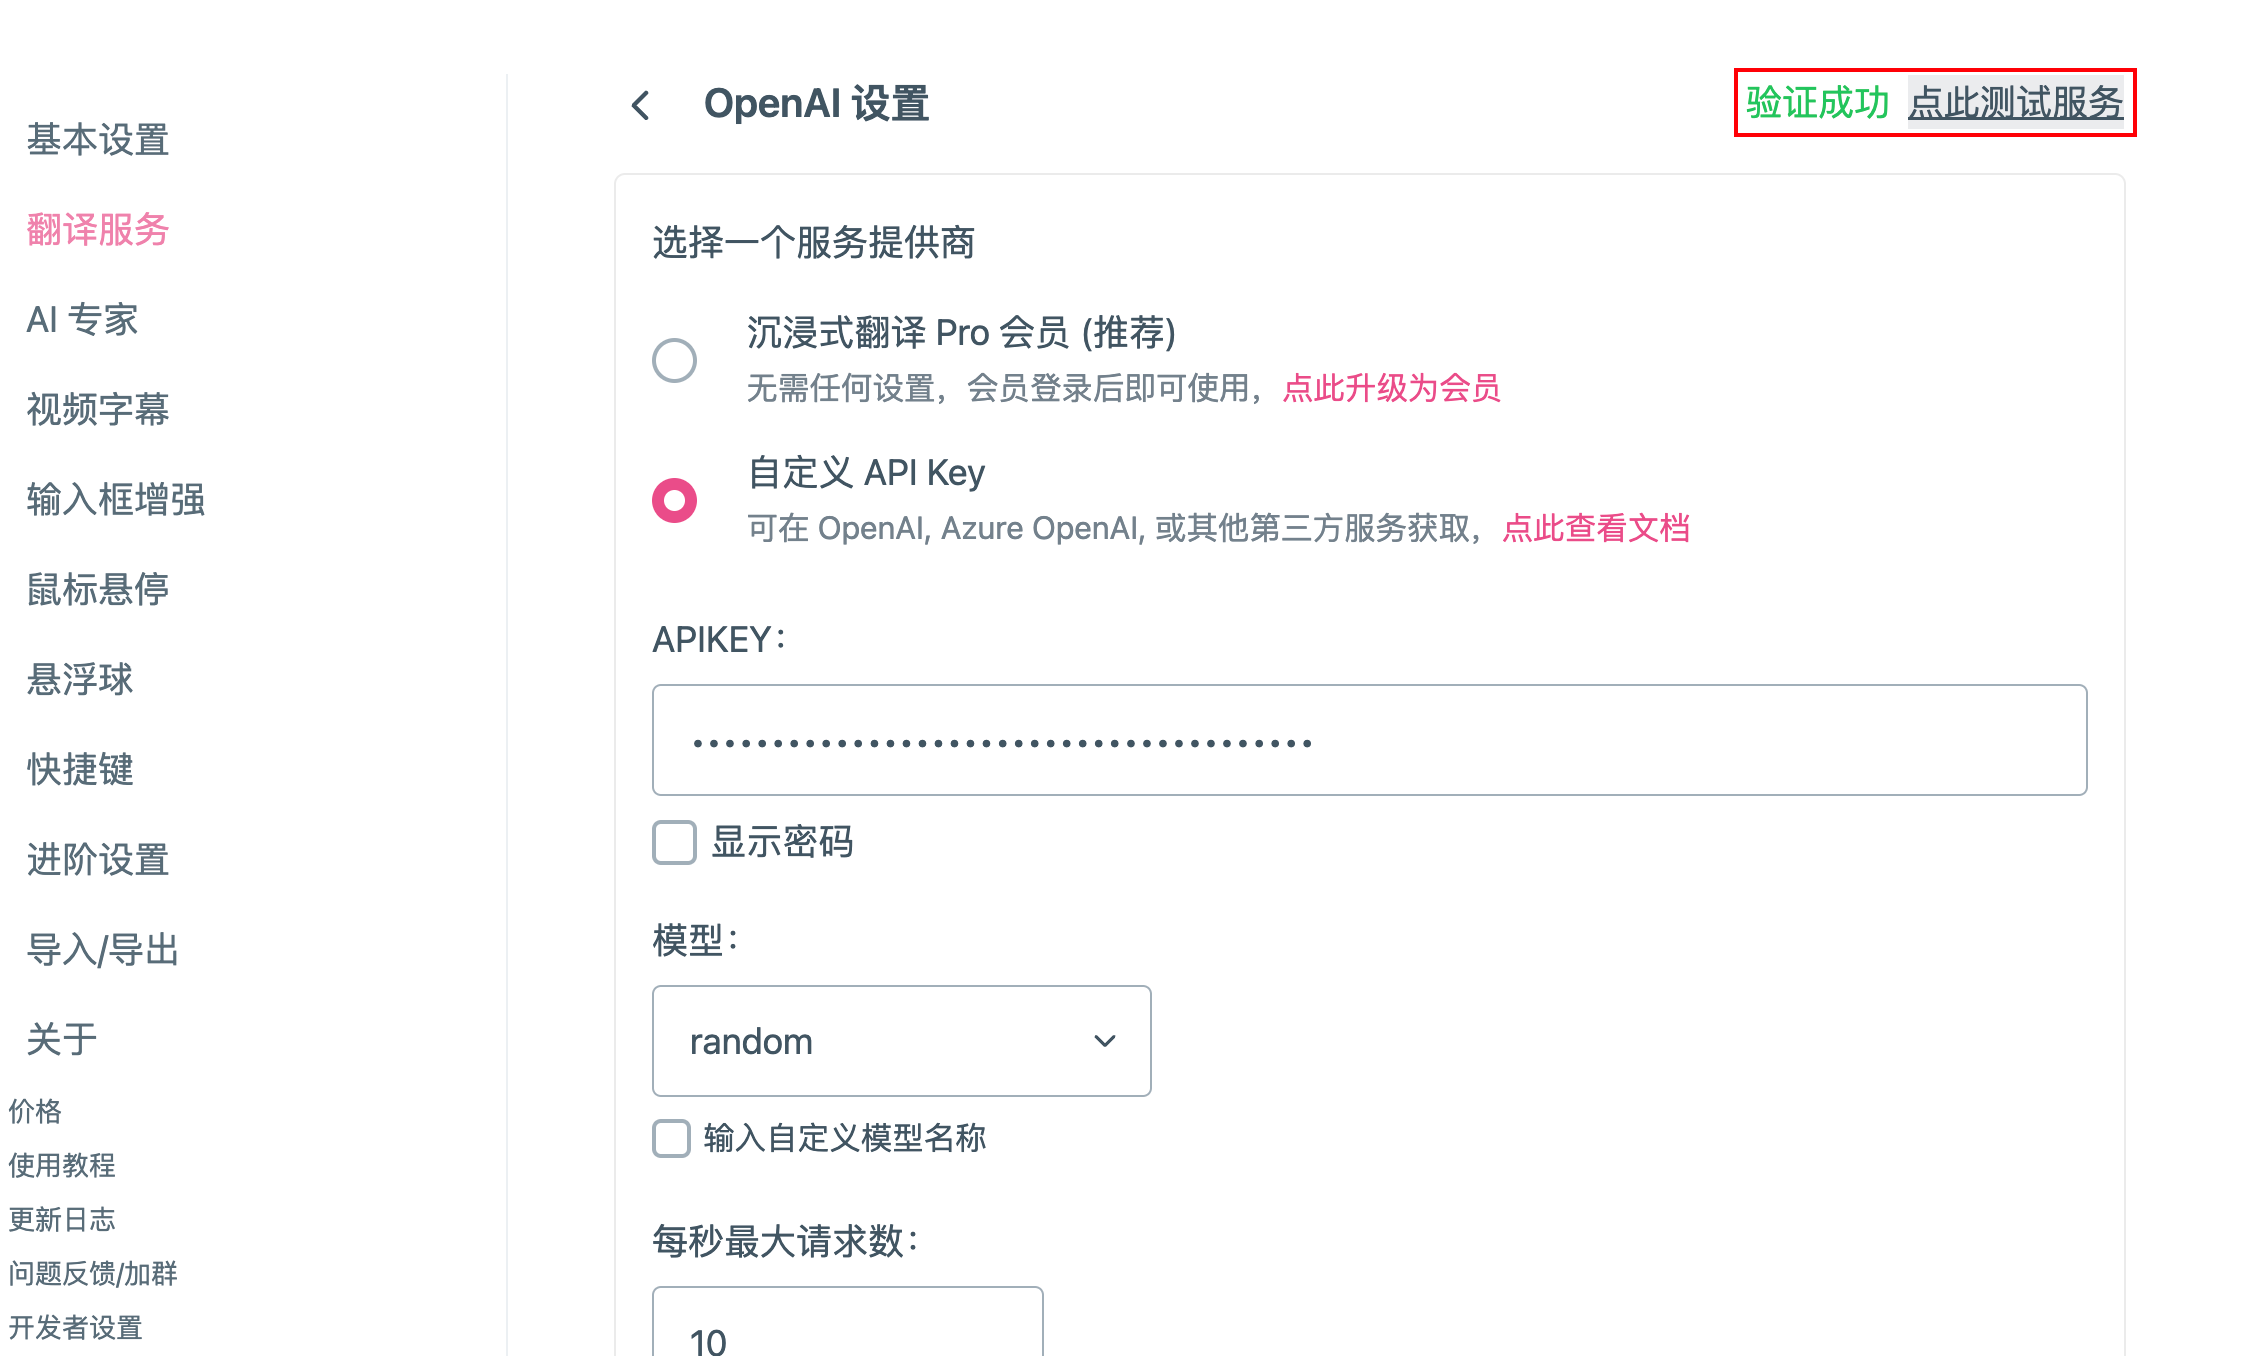 基本设置
翻译服务
AI 专家
视频字幕
输入框增强
鼠标悬停
悬浮球
快捷键
进阶设置
导入/导出
关于
价格
使用教程
更新日志
问题反馈/加群
开发者设置
OpenAI 设置
验证成功 点此测试服务
选择一个服务提供商
沉浸式翻译 Pro 会员 (推荐)
无需任何设置，会员登录后即可使用，点此升级为会员
自定义 API Key
可在 OpenAI, Azure OpenAI, 或其他第三方服务获取，点此查看文档
APIKEY：
•••••••••••••••••••••••••••••••••••••••
显示密码
模型：
random
输入自定义模型名称
每秒最大请求数：
10